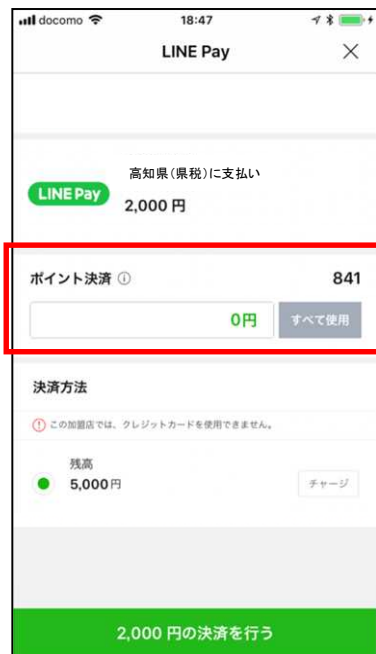 docomo 18:47
LINE Pay
高知県(県税)に支払い
LINE Pay
2,000 円
ポイント決済 841
0円 すべて使用
決済方法
この加盟店では、クレジットカードを使用できません。
残高
5,000円 チャージ
2,000 円の決済を行う